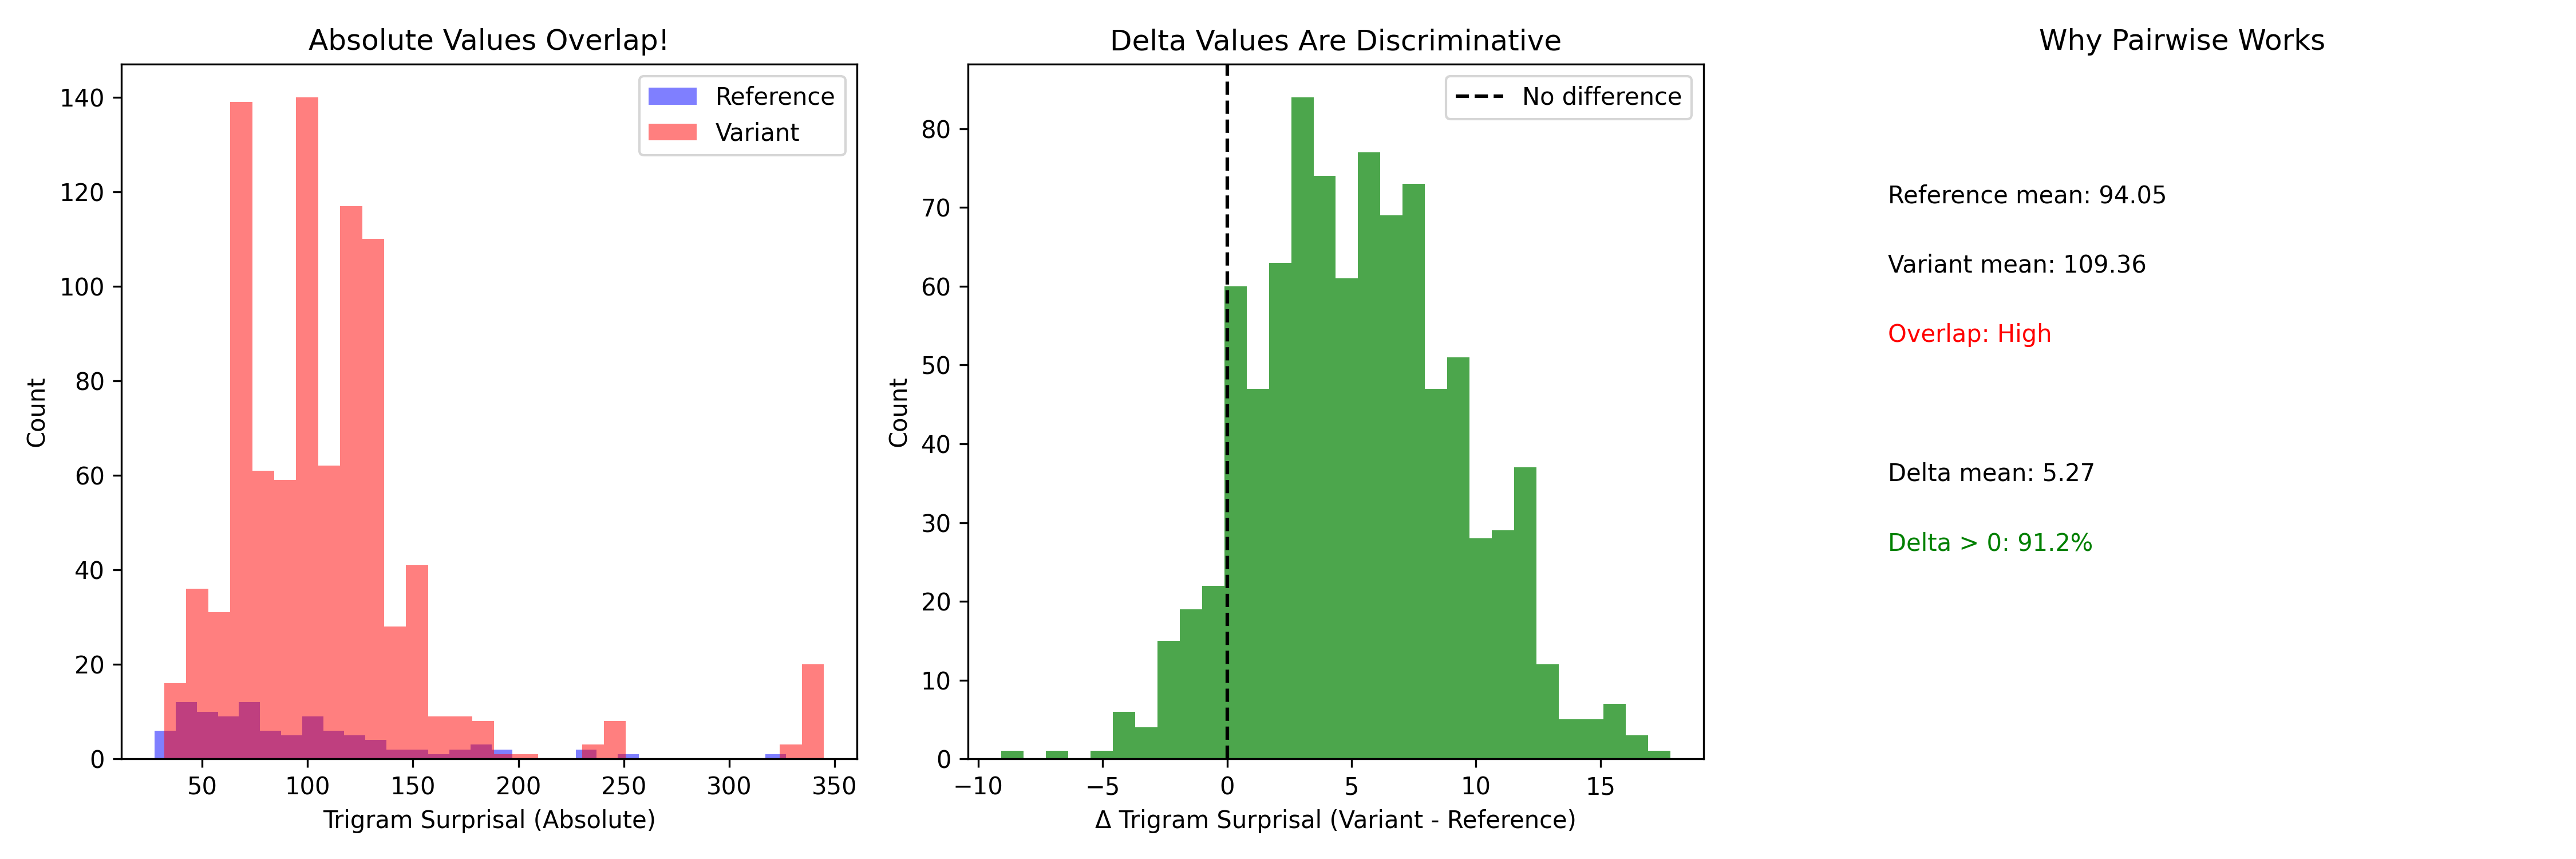 Absolute Values Overlap!
Reference
Variant
140
120
100
80
60
40
20
0
Count
50
100
150
200
250
300
350
Trigram Surprisal (Absolute)
Delta Values Are Discriminative
No difference
80
70
60
50
40
30
20
10
0
Count
−10
−5
0
5
10
15
Δ Trigram Surprisal (Variant - Reference)
Why Pairwise Works
Reference mean: 94.05
Variant mean: 109.36
Overlap: High
Delta mean: 5.27
Delta > 0: 91.2%